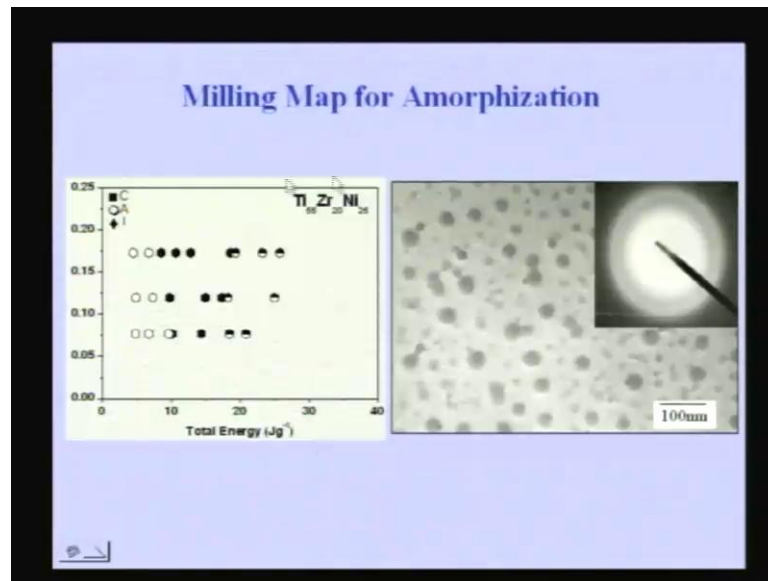 Milling Map for Amorphization
C
A
I
Ti₅₅Zr₂₀Ni₂₅
0.25
0.20
0.15
0.10
0.05
0.00
0 10 20 30 40
Total Energy (Jg⁻¹)
100nm